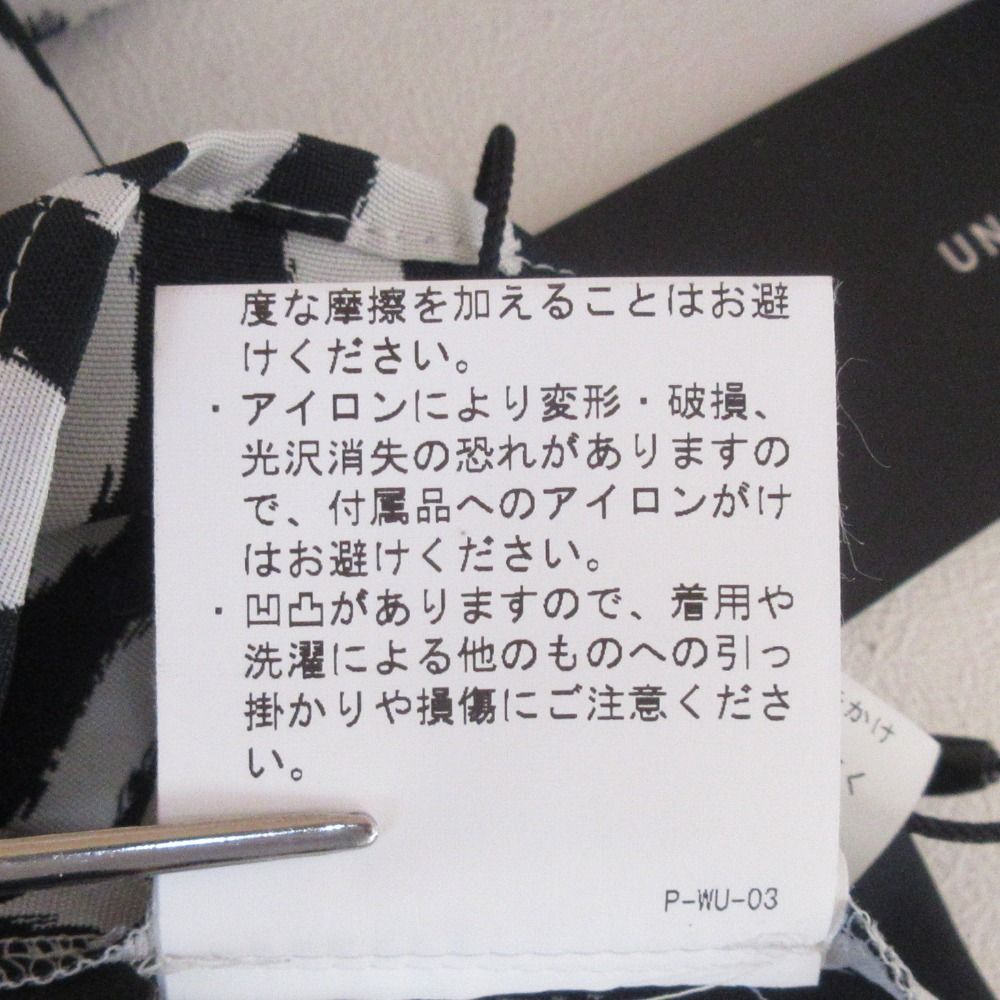 度な摩擦を加えることはお避
けください。
・アイロンにより変形・破損、
光沢消失の恐れがありますの
で、付属品へのアイロンがけ
はお避けください。
・凹凸がありますので、着用や
洗濯による他のものへの引っ
掛かりや損傷にご注意くださ
い。
P-WU-03
UN
かけ
く